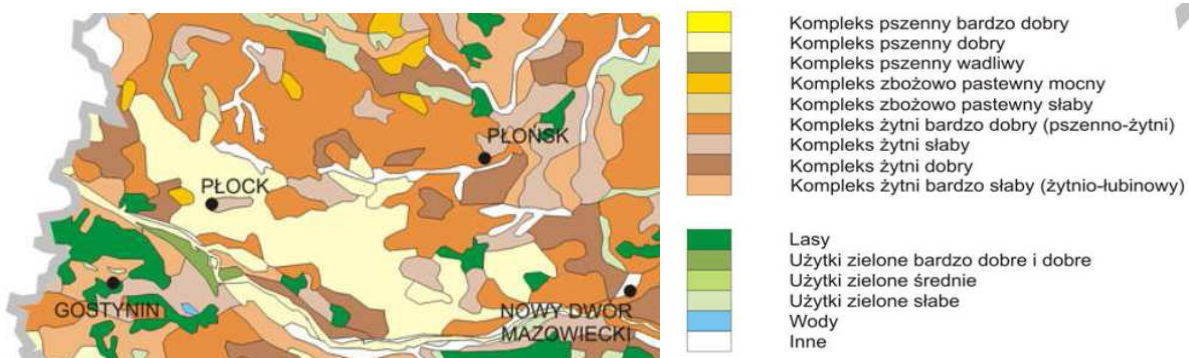 PŁOŃSK
PŁOCK
GOSTYNIN
NOWY DWÓR
MAZOWIECKI
Kompleks pszenny bardzo dobry
Kompleks pszenny dobry
Kompleks pszenny wadliwy
Kompleks zbożowo pastewny mocny
Kompleks zbożowo pastewny słaby
Kompleks żytni bardzo dobry (pszenno-żytni)
Kompleks żytni słaby
Kompleks żytni dobry
Kompleks żytni bardzo słaby (żytnio-łubinowy)
Lasy
Użytki zielone bardzo dobre i dobre
Użytki zielone średnie
Użytki zielone słabe
Wody
Inne